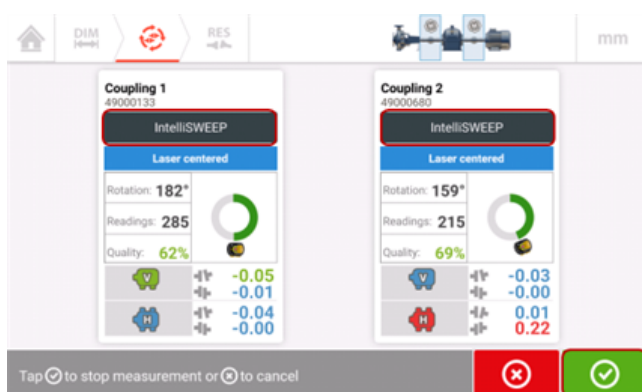 DIM
RES
mm
Coupling 1
49000133
IntelliSWEEP
Laser centered
Rotation: 182°
Readings: 285
Quality: 62%
V
-0.05
-0.01
H
-0.04
-0.00
Coupling 2
49000680
IntelliSWEEP
Laser centered
Rotation: 159°
Readings: 215
Quality: 69%
V
-0.03
-0.00
H
0.01
0.22
Tap to stop measurement or to cancel